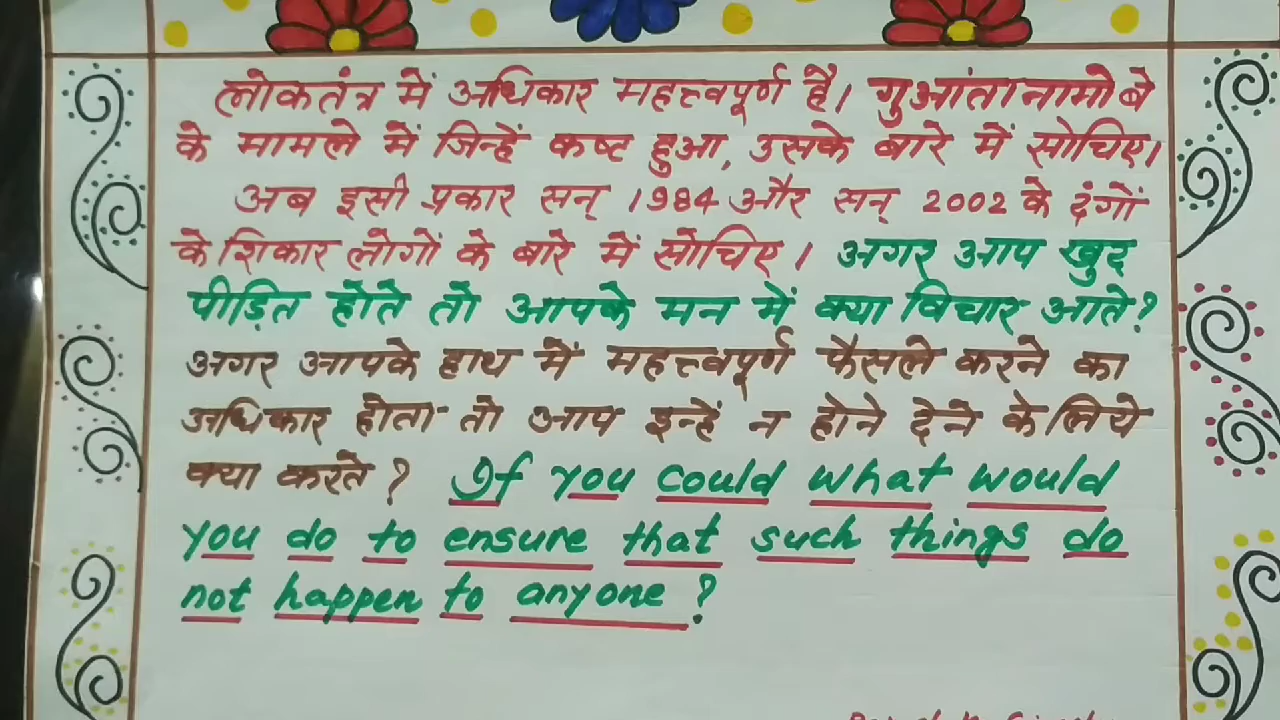 लोकतंत्र में अधिकार महत्त्वपूर्ण है। गुआंतानामो बे
के मामले में जिन्हें कष्ट हुआ, उसके बारे में सोचिए।
अब इसी प्रकार सन् 1984 और सन् 2002 के दंगों
के शिकार लोगों के बारे में सोचिए। अगर आप खुद
पीड़ित होते तो आपके मन में क्या विचार आते?
अगर आपके हाथ में महत्त्वपूर्ण फैसले करने का
अधिकार होता तो आप इन्हें न होने देने के लिये
क्या करते? If you could what would
you do to ensure that such things do
not happen to anyone?